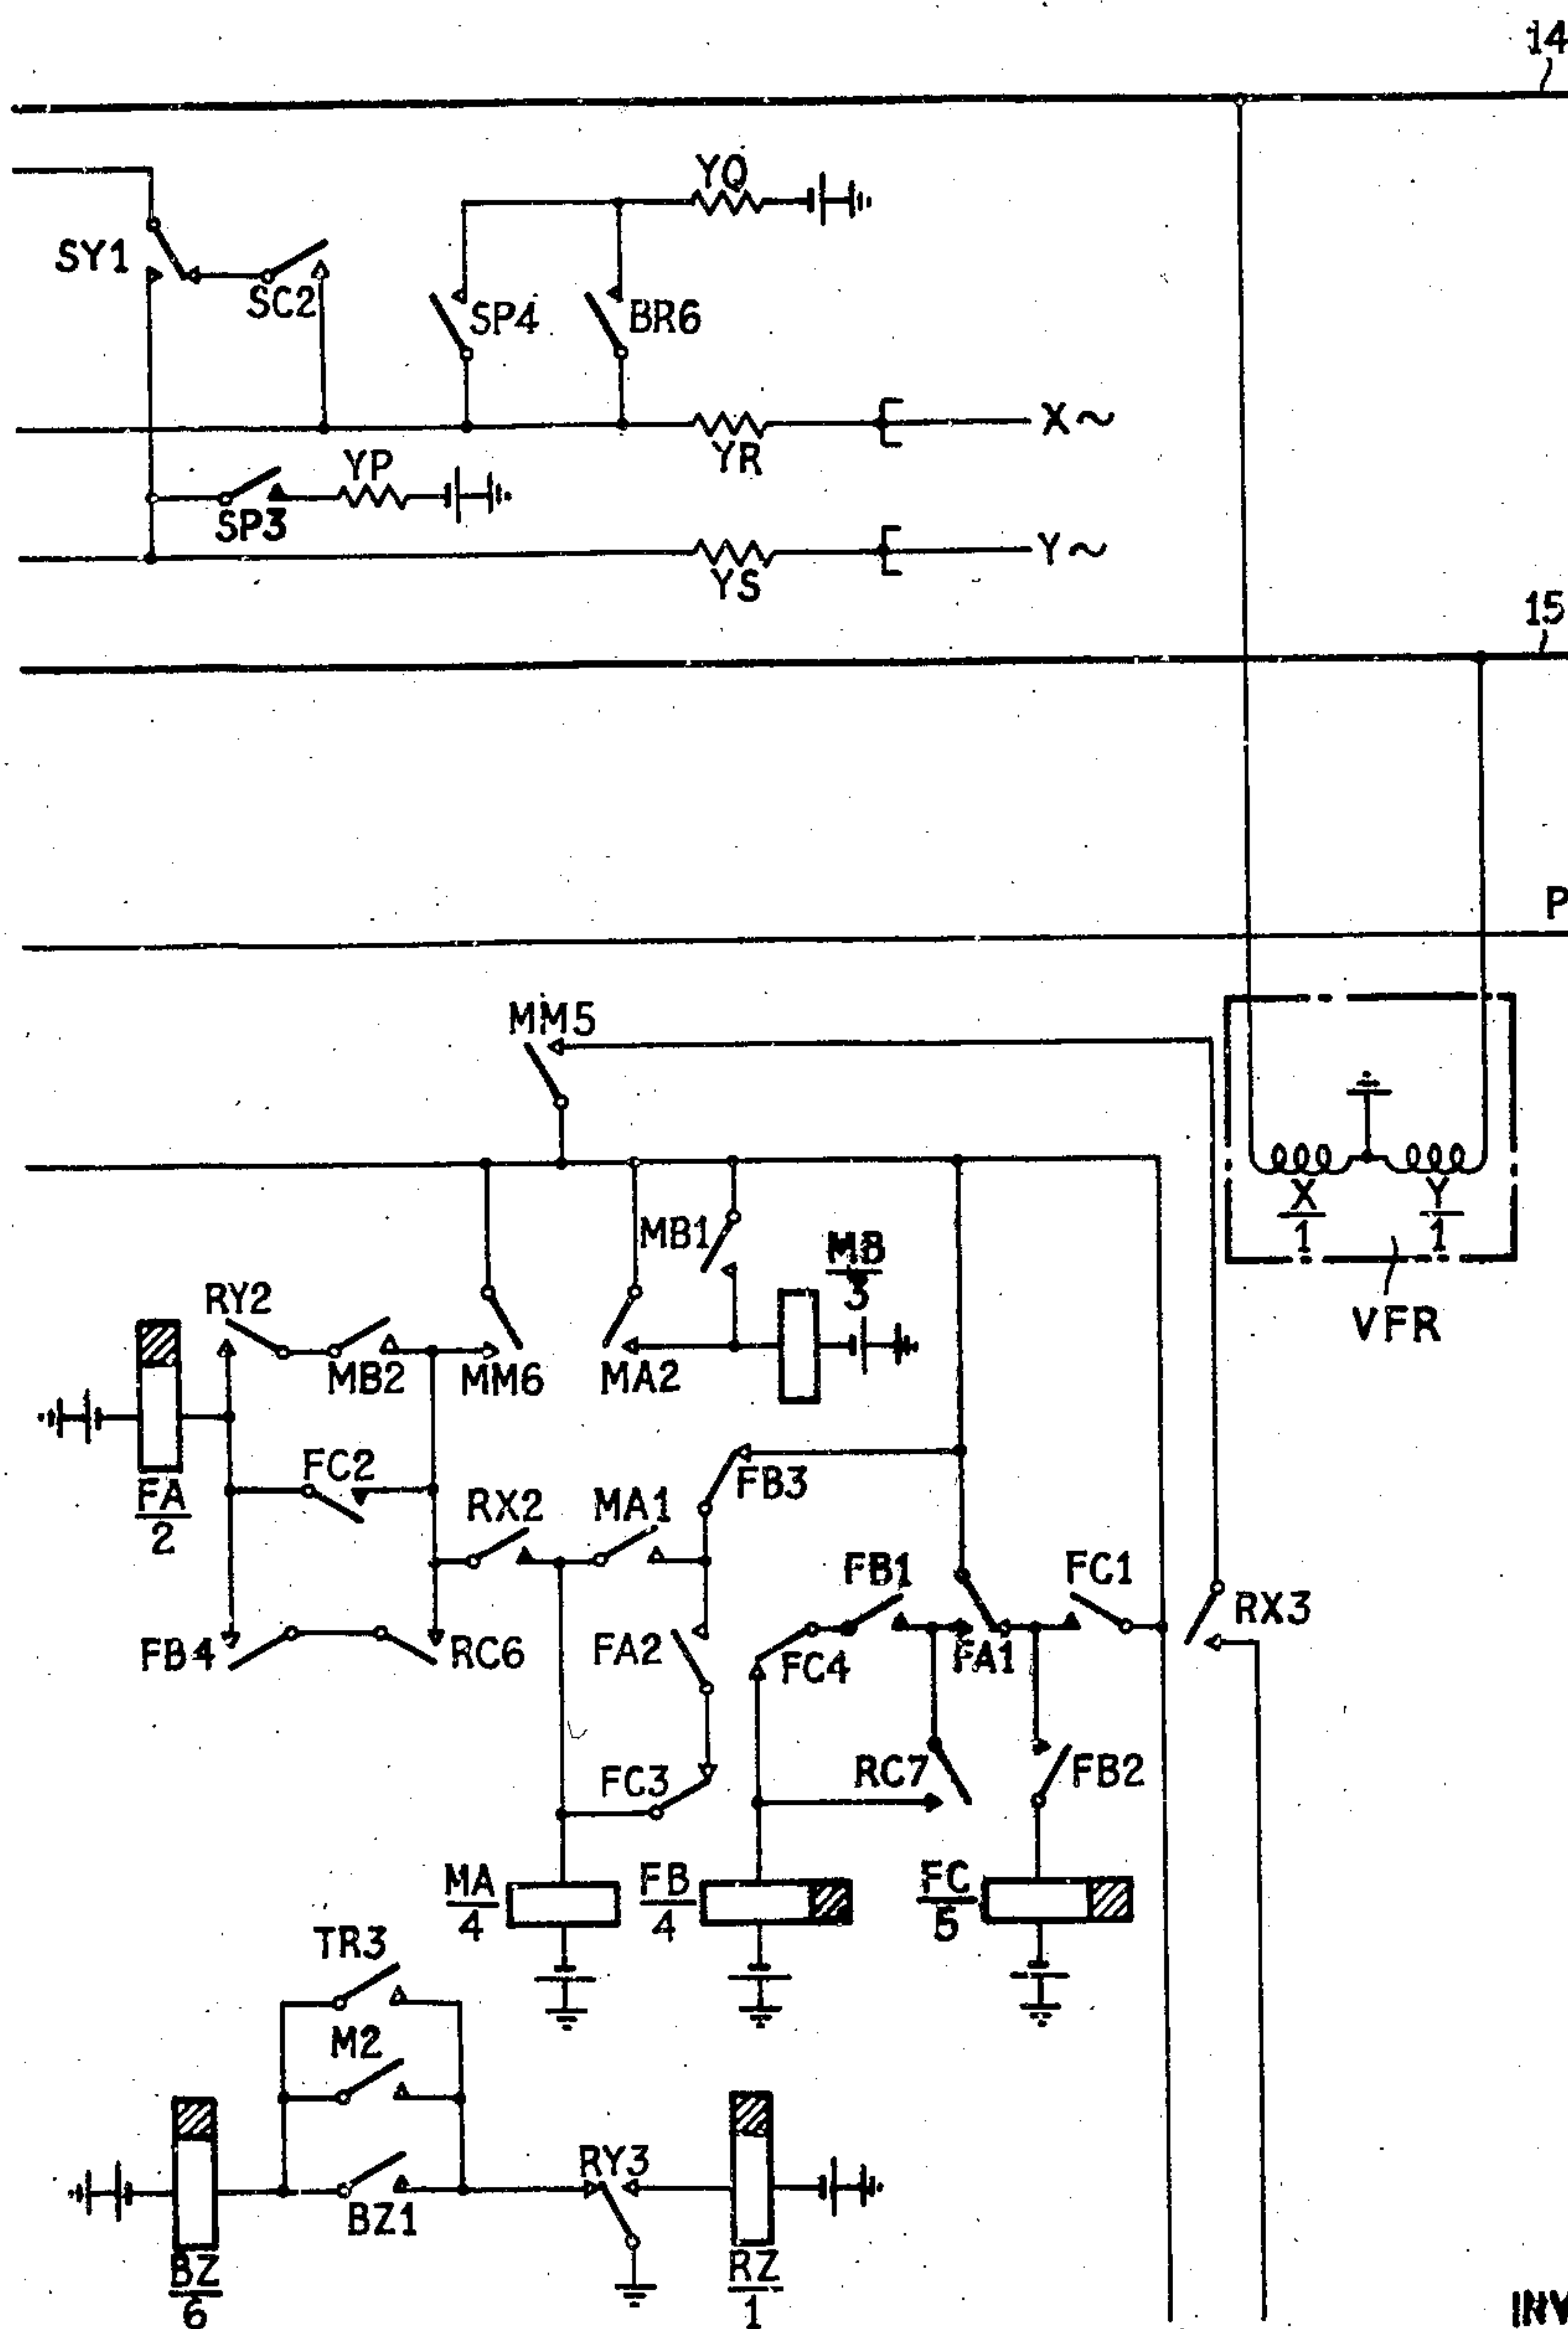 14
YQ
SY1
SC2
SP4
BR6
X~
YR
YP
SP3
Y~
YS
15
P
MM5
MB1
MB
3
X
1
Y
1
VFR
RY2
MB2
MM6
MA2
FC2
FA
2
RX2
MA1
FB3
FB1
FC1
RX3
FB4
RC6
FA2
FC4
FA1
RC7
FB2
FC3
MA
4
FB
4
FC
5
TR3
M2
BZ1
RY3
BZ
6
RZ
1
INV